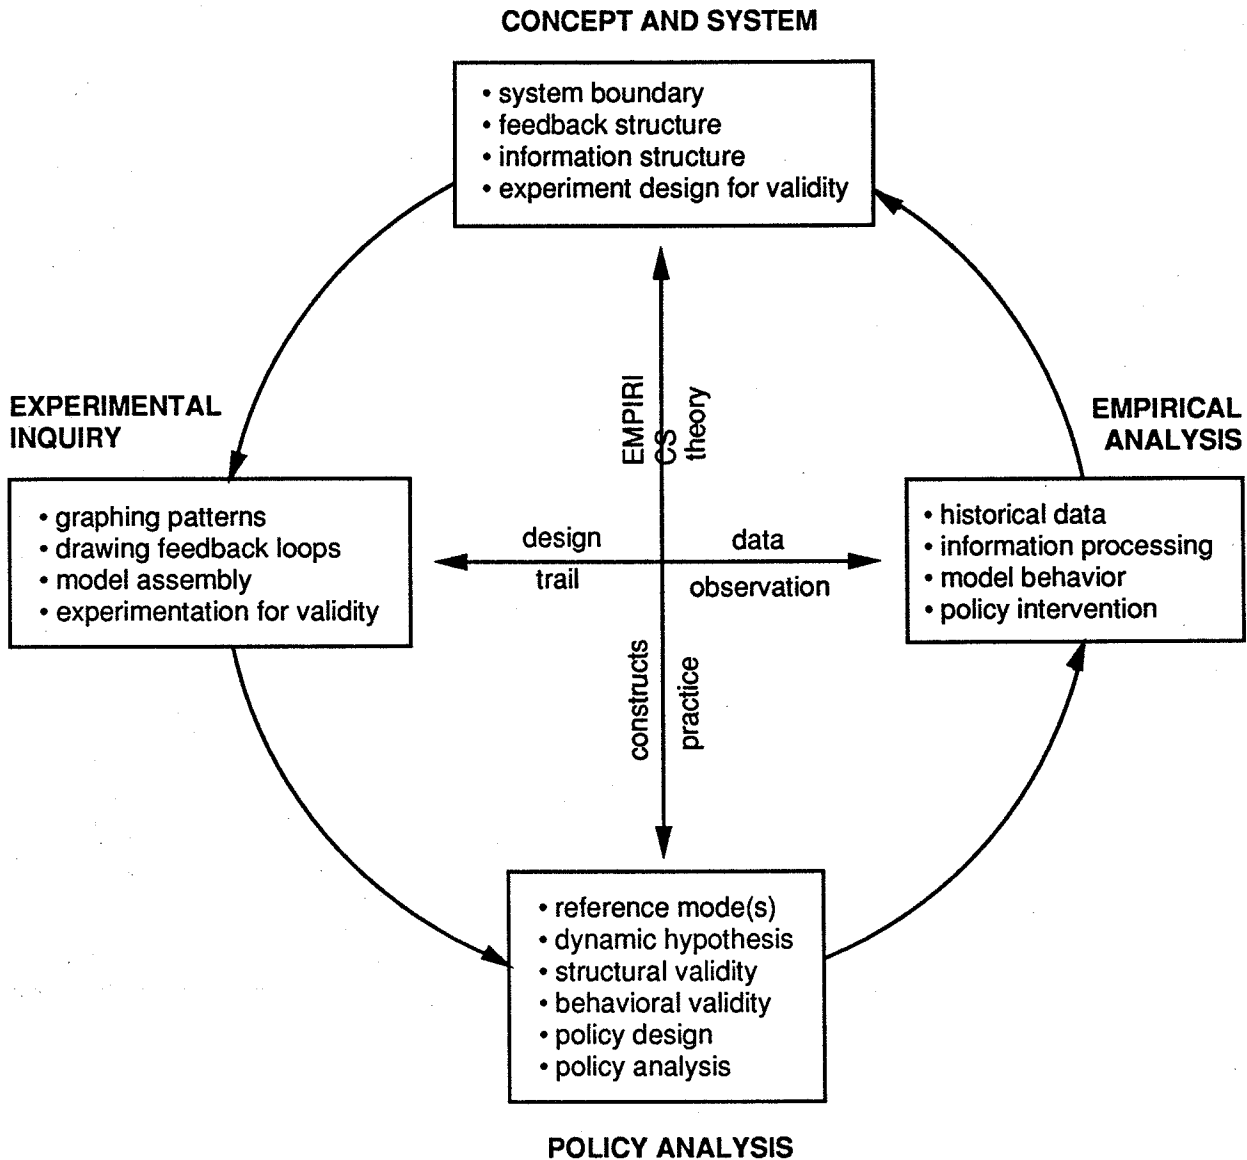 CONCEPT AND SYSTEM
• system boundary
• feedback structure
• information structure
• experiment design for validity
EXPERIMENTAL
INQUIRY
• graphing patterns
• drawing feedback loops
• model assembly
• experimentation for validity
EMPIRI
CS
theory
design
trail
data
observation
constructs
practice
EMPIRICAL
ANALYSIS
• historical data
• information processing
• model behavior
• policy intervention
• reference mode(s)
• dynamic hypothesis
• structural validity
• behavioral validity
• policy design
• policy analysis
POLICY ANALYSIS